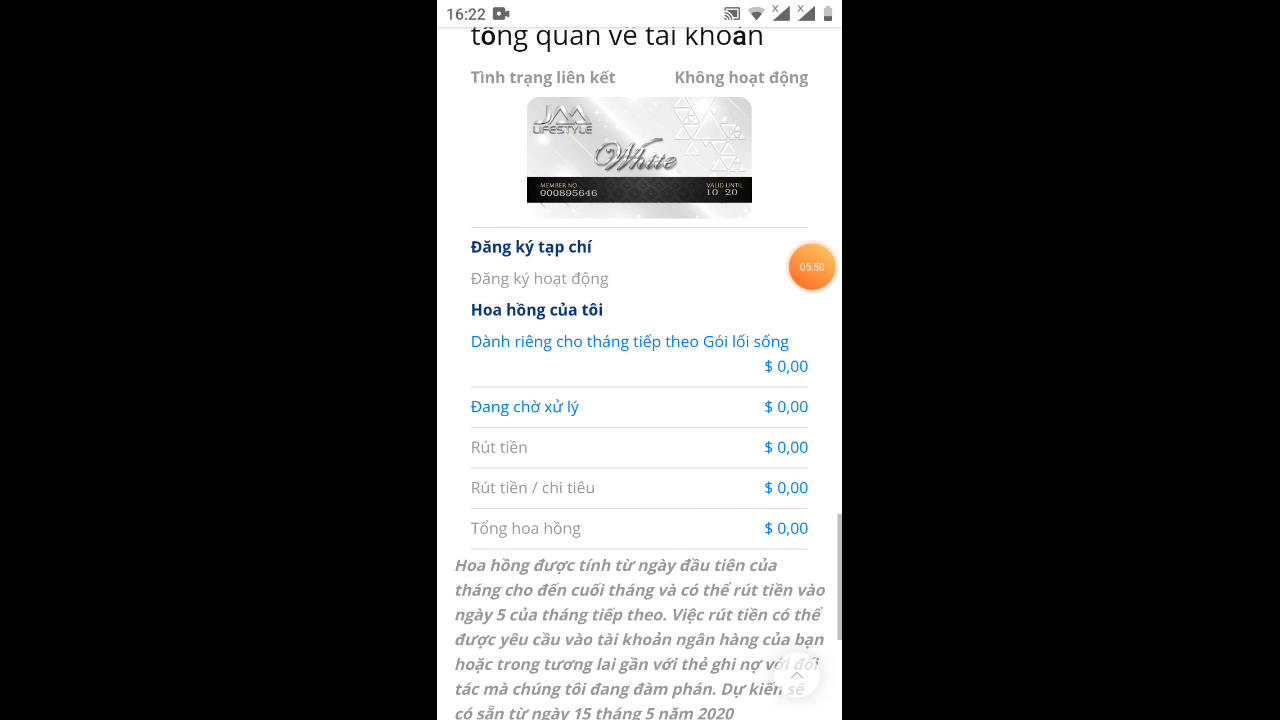 16:22
tổng quan về tài khoản
Tình trạng liên kết Không hoạt động
JAA
LIFESTYLE
White
MEMBER NO VALID UNTIL
000895646 10 20
Đăng ký tạp chí
05:50
Đăng ký hoạt động
Hoa hồng của tôi
Dành riêng cho tháng tiếp theo Gói lối sống
$ 0,00
Đang chờ xử lý $ 0,00
Rút tiền $ 0,00
Rút tiền / chi tiêu $ 0,00
Tổng hoa hồng $ 0,00
Hoa hồng được tính từ ngày đầu tiên của
tháng cho đến cuối tháng và có thể rút tiền vào
ngày 5 của tháng tiếp theo. Việc rút tiền có thể
được yêu cầu vào tài khoản ngân hàng của bạn
hoặc trong tương lai gần với thẻ ghi nợ với đối
tác mà chúng tôi đang đàm phán. Dự kiến sẽ
có sẵn từ ngày 15 tháng 5 năm 2020